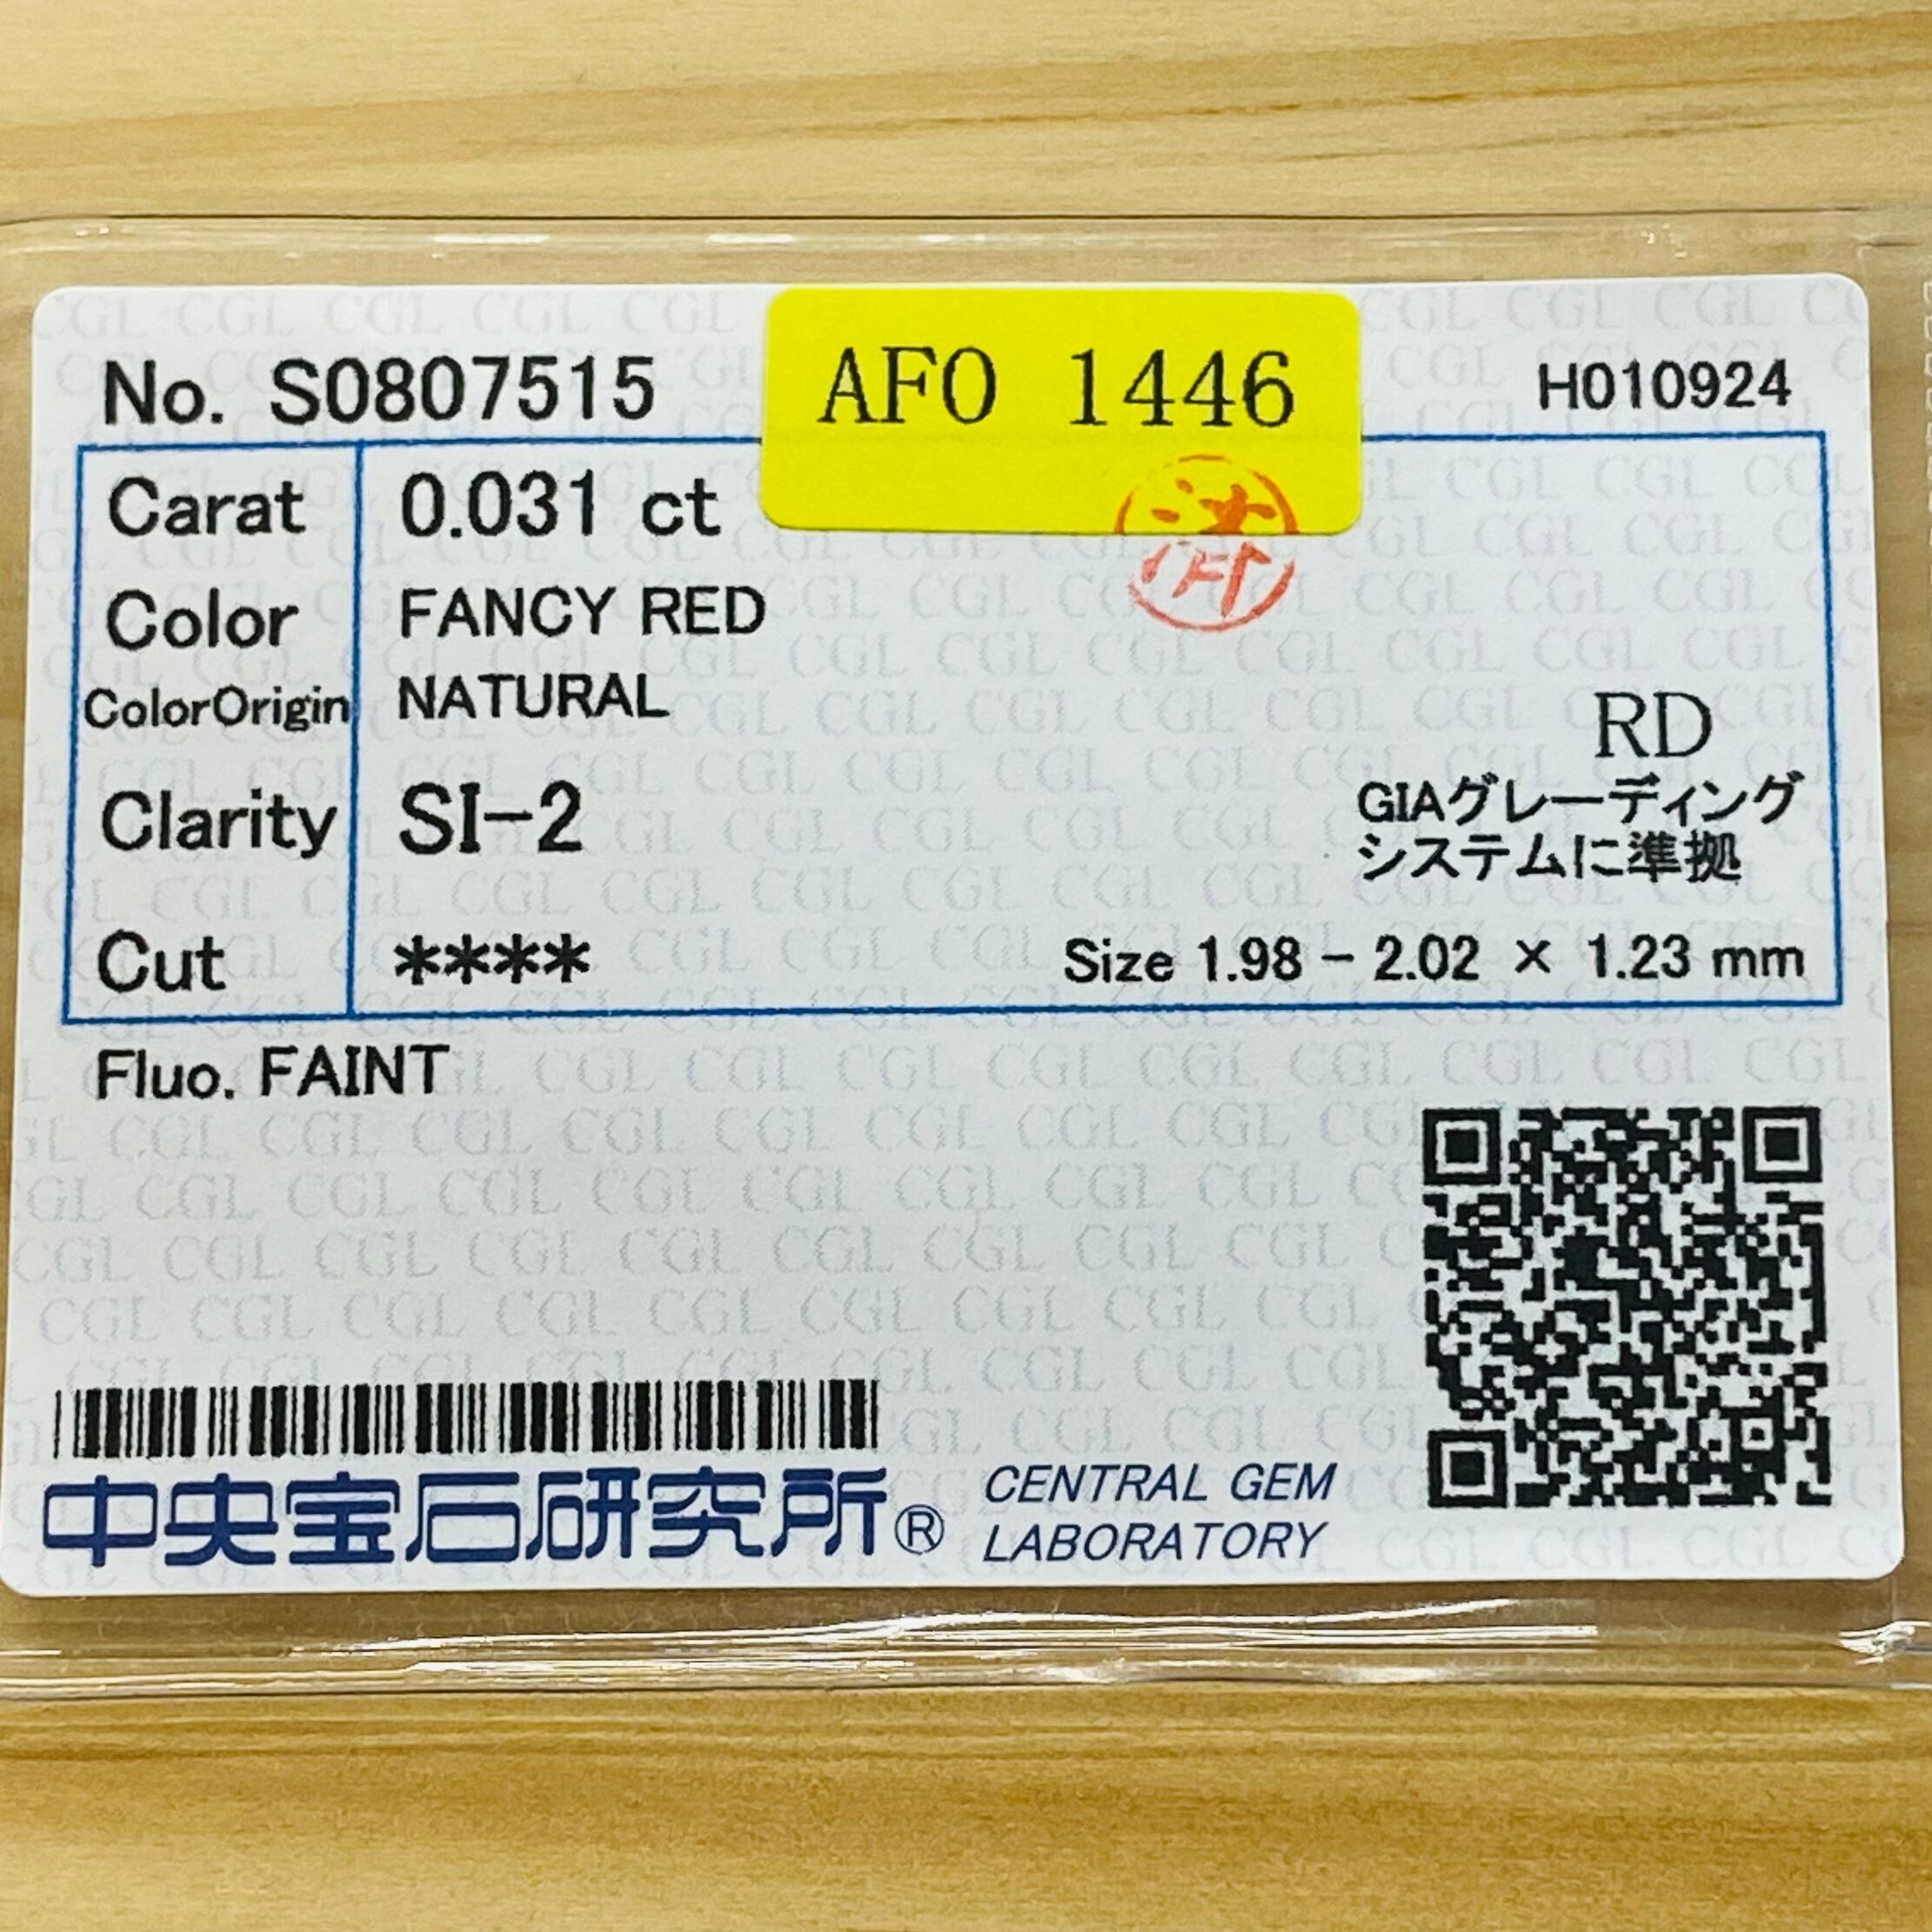 No. S0807515
AFO 1446
H010924
済
Carat 0.031 ct
Color FANCY RED
ColorOrigin NATURAL
RD
Clarity SI-2
GIAグレーディング
システムに準拠
Cut ****
Size 1.98 - 2.02 × 1.23 mm
Fluo. FAINT
中央宝石研究所®
CENTRAL GEM
LABORATORY